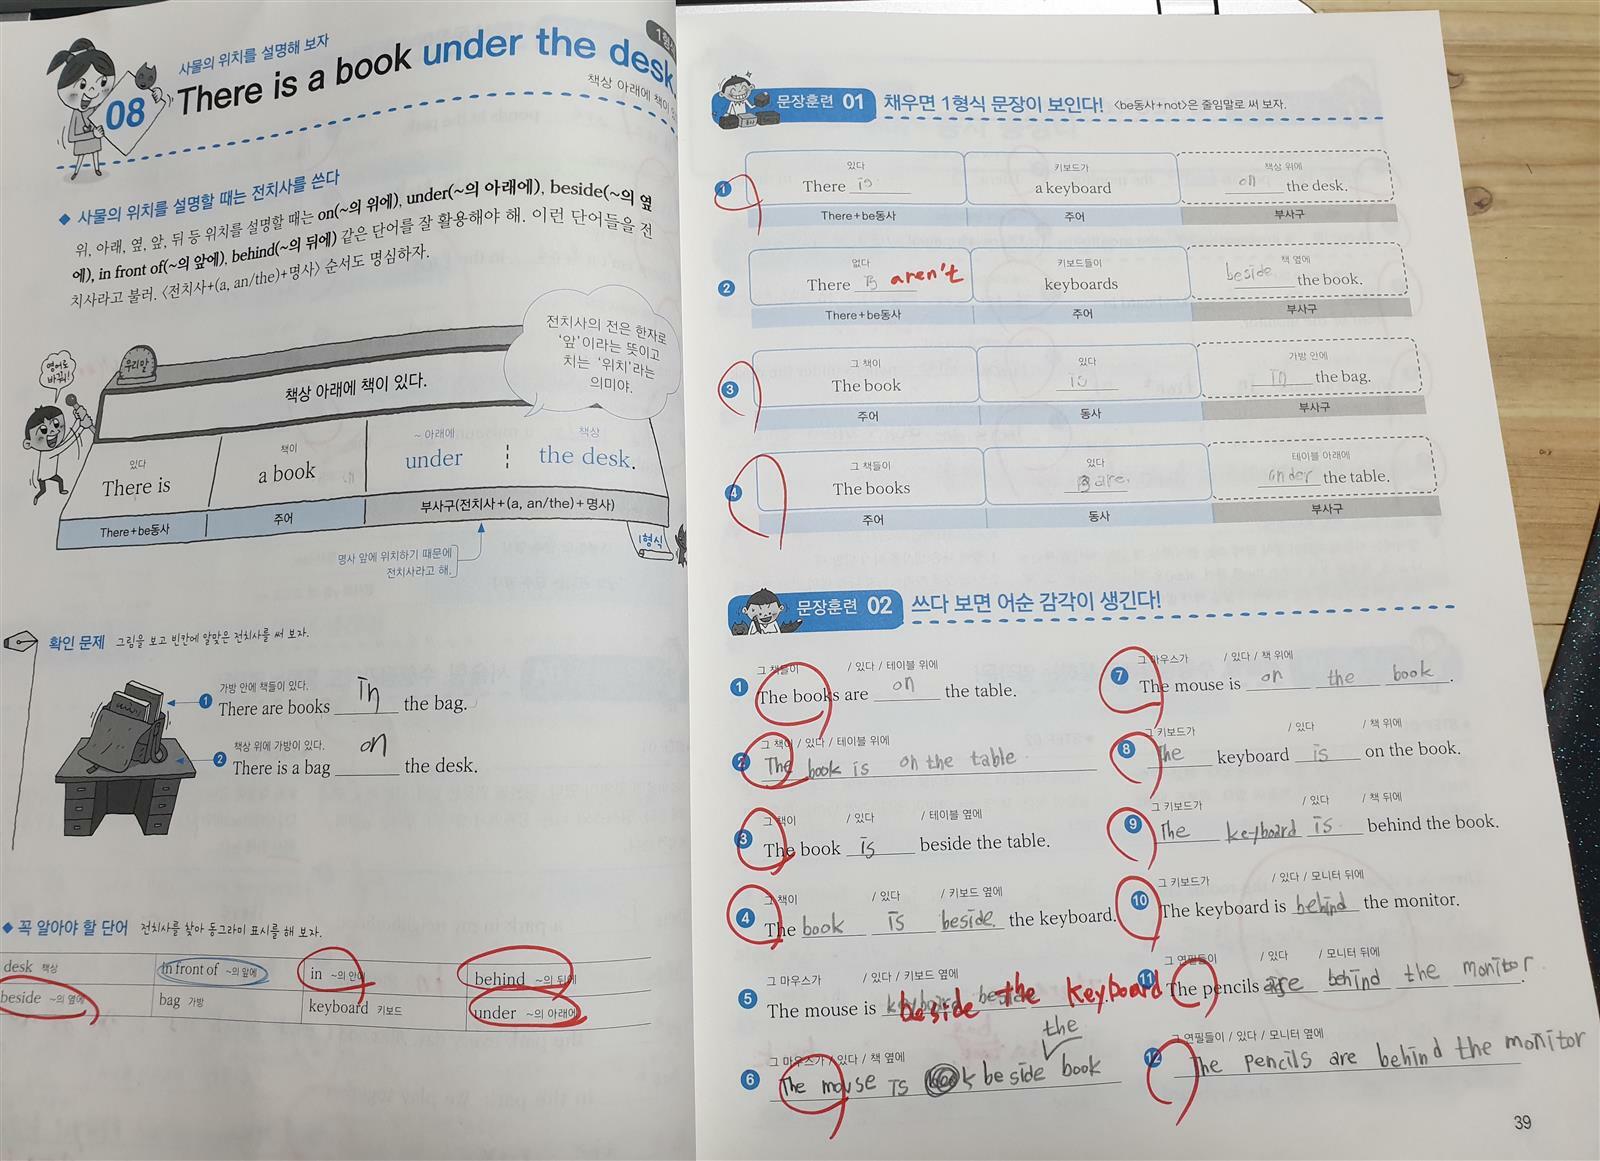 사물의 위치를 설명해 보자
1형식
08
There is a book under the desk.
책상 아래에 책이 있
◆ 사물의 위치를 설명할 때는 전치사를 쓴다
위, 아래, 옆, 앞, 뒤 등 위치를 설명할 때는 on(~의 위에), under(~의 아래에), beside(~의 옆
에), in front of(~의 앞에), behind(~의 뒤에) 같은 단어를 잘 활용해야 해. 이런 단어들을 전
치사라고 불러. <전치사+(a, an/the)+명사> 순서도 명심하자.
전치사의 전은 한자로
'앞'이라는 뜻이고
치는 '위치'라는
의미야.
영어로
바꿔!
우리말
책상 아래에 책이 있다.
있다 책이 ~ 아래에 책상
There is a book under the desk.
There+be동사 주어 부사구(전치사+(a, an/the)+명사)
1형식
명사 앞에 위치하기 때문에
전치사라고 해.
확인 문제 그림을 보고 빈칸에 알맞은 전치사를 써 보자.
가방 안에 책들이 있다.
1 There are books in the bag.
책상 위에 가방이 있다.
2 There is a bag on the desk.
◆ 꼭 알아야 할 단어 전치사를 찾아 동그라미 표시를 해 보자.
desk 책상 in front of ~의 앞에 in ~의 안에 behind ~의 뒤에
beside ~의 옆에 bag 가방 keyboard 키보드 under ~의 아래에
문장훈련 01 채우면 1형식 문장이 보인다! <be동사+not>은 줄임말로 써 보자.
있다 키보드가 책상 위에
1 There is a keyboard on the desk.
There+be동사 주어 부사구
없다 키보드들이 책 옆에
2 There is aren't keyboards beside the book.
There+be동사 주어 부사구
그 책이 있다 가방 안에
3 The book is in the bag.
주어 동사 부사구
그 책들이 있다 테이블 아래에
4 The books are. under the table.
주어 동사 부사구
문장훈련 02 쓰다 보면 어순 감각이 생긴다!
그 책들이 / 있다 / 테이블 위에
1 The books are on the table.
그 책이 / 있다 / 테이블 위에
2 The book is on the table
그 책이 / 있다 / 테이블 옆에
3 The book is beside the table.
그 책이 / 있다 / 키보드 옆에
4 The book is beside the keyboard.
그 마우스가 / 있다 / 키보드 옆에
5 The mouse is keyboard beside beside the keyboard
그 마우스가 / 있다 / 책 옆에
the
6 The mouse is beside book
그 마우스가 / 있다 / 책 위에
7 The mouse is on the book.
그 키보드가 / 있다 / 책 위에
8 The keyboard is on the book.
그 키보드가 / 있다 / 책 뒤에
9 The keyboard is behind the book.
그 키보드가 / 있다 / 모니터 뒤에
10 The keyboard is behind the monitor.
그 연필들이 / 있다 / 모니터 뒤에
11 The pencils are behind the monitor.
그 연필들이 / 있다 / 모니터 옆에
12 The pencils are behind the monitor
39